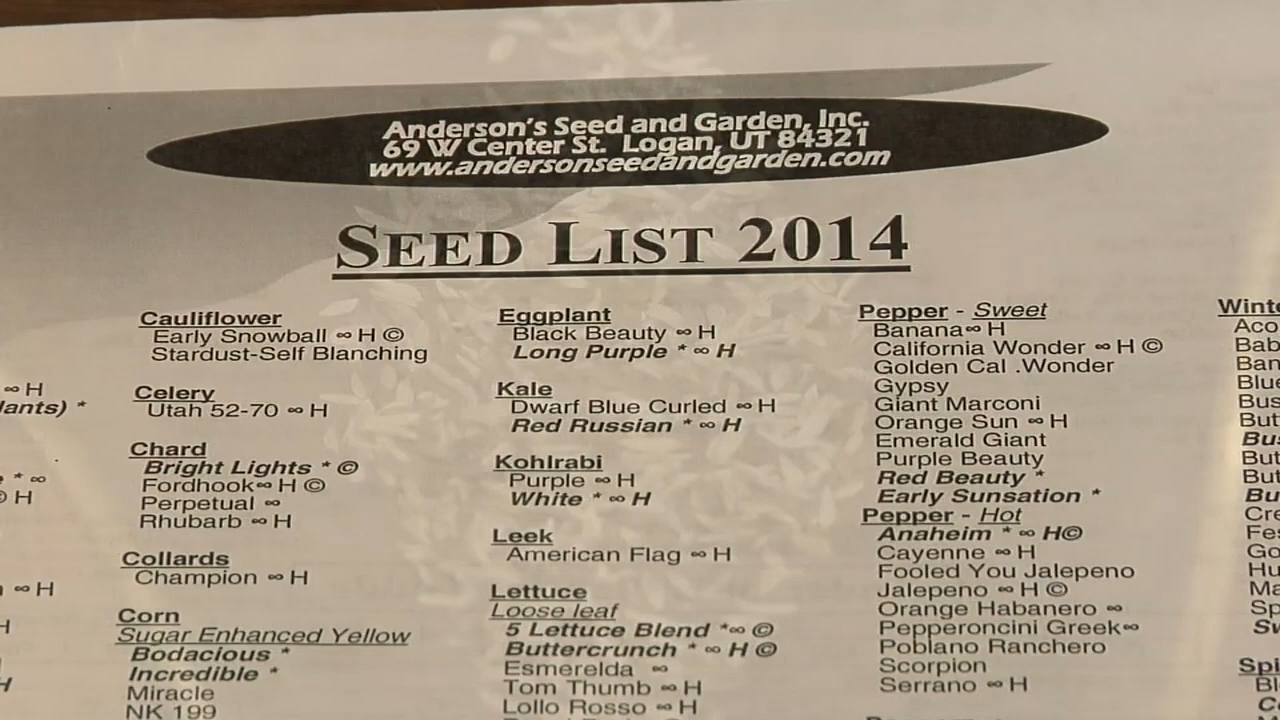 Anderson's Seed and Garden, Inc.
69 W Center St. Logan, UT 84321
www.andersonseedandgarden.com
SEED LIST 2014
∞ H
*
* ∞
H
∞ H
H
H
Cauliflower
Early Snowball ∞ H ©
Stardust-Self Blanching
Celery
Utah 52-70 ∞ H
Chard
Bright Lights * ©
Fordhook∞ H ©
Perpetual ∞
Rhubarb ∞ H
Collards
Champion ∞ H
Corn
Sugar Enhanced Yellow
Bodacious *
Incredible *
Miracle
NK 199
Eggplant
Black Beauty ∞ H
Long Purple * ∞ H
Kale
Dwarf Blue Curled ∞ H
Red Russian * ∞ H
Kohlrabi
Purple ∞ H
White * ∞ H
Leek
American Flag ∞ H
Lettuce
Loose leaf
5 Lettuce Blend *∞ ©
Buttercrunch * ∞ H ©
Esmerelda ∞
Tom Thumb ∞ H
Lollo Rosso ∞ H
Pepper - Sweet
Banana∞ H
California Wonder ∞ H ©
Golden Cal .Wonder
Gypsy
Giant Marconi
Orange Sun ∞ H
Emerald Giant
Purple Beauty
Red Beauty *
Early Sunsation *
Pepper - Hot
Anaheim * ∞ H©
Cayenne ∞ H
Fooled You Jalepeno
Jalepeno ∞ H ©
Orange Habanero ∞
Pepperoncini Greek∞
Poblano Ranchero
Scorpion
Serrano ∞ H